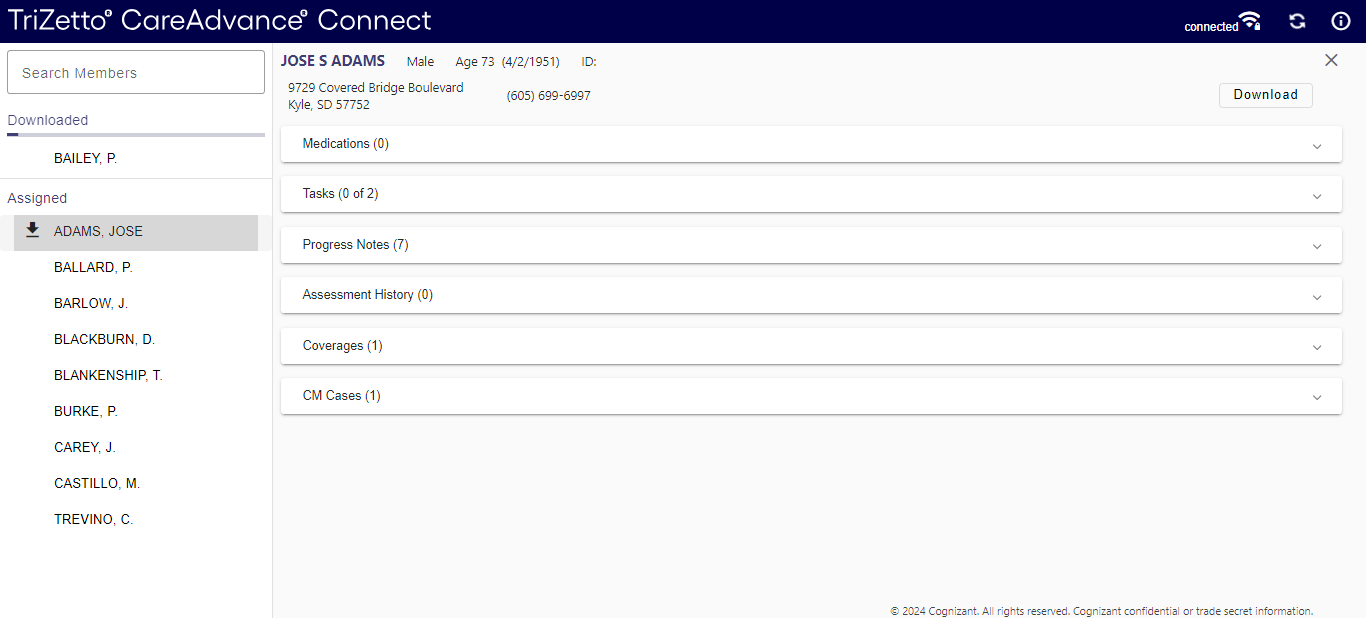 TriZetto® CareAdvance® Connect
connected
Search Members
Downloaded
BAILEY, P.
Assigned
ADAMS, JOSE
BALLARD, P.
BARLOW, J.
BLACKBURN, D.
BLANKENSHIP, T.
BURKE, P.
CAREY, J.
CASTILLO, M.
TREVINO, C.
JOSE S ADAMS Male Age 73 (4/2/1951) ID:
9729 Covered Bridge Boulevard
Kyle, SD 57752
(605) 699-6997
Download
Medications (0)
Tasks (0 of 2)
Progress Notes (7)
Assessment History (0)
Coverages (1)
CM Cases (1)
© 2024 Cognizant. All rights reserved. Cognizant confidential or trade secret information.